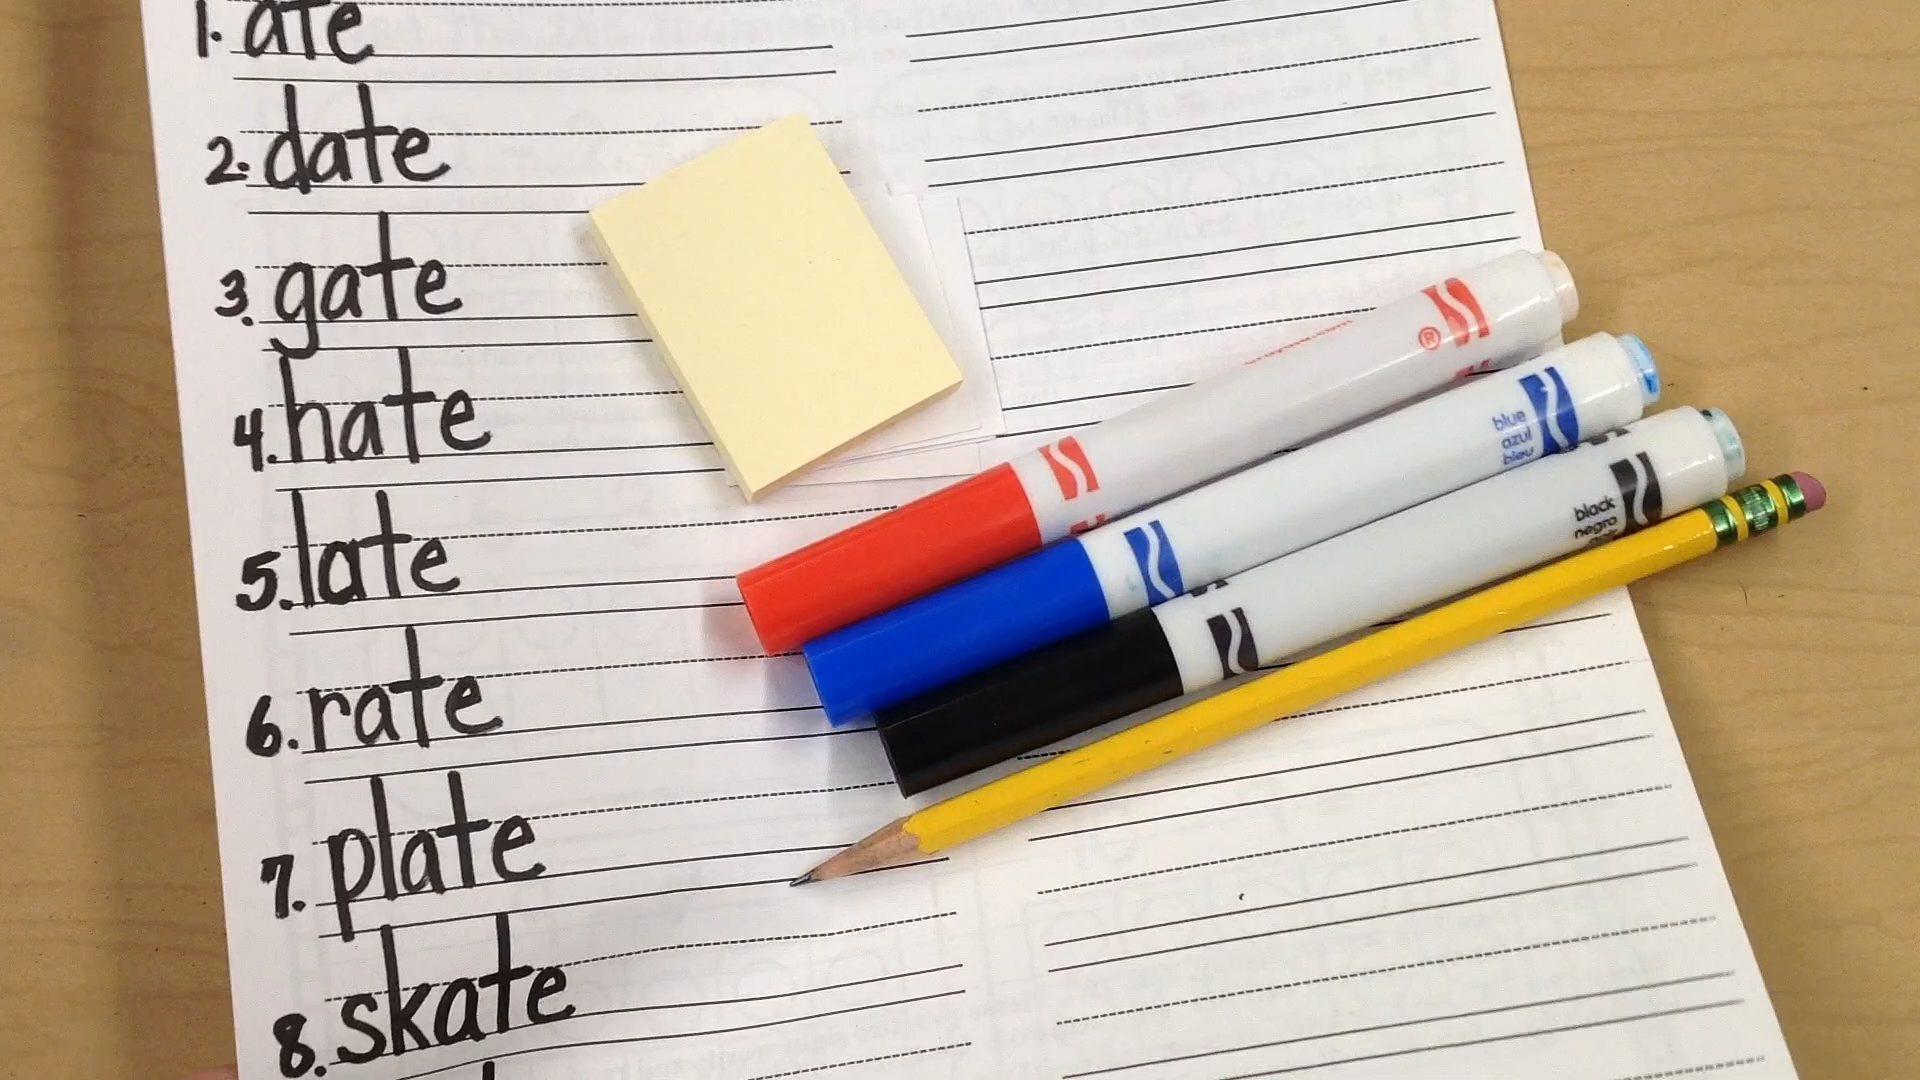 1. ate
2. date
3. gate
4. hate
5. late
6. rate
7. plate
8. skate
®
blue
azul
bleu
black
negro